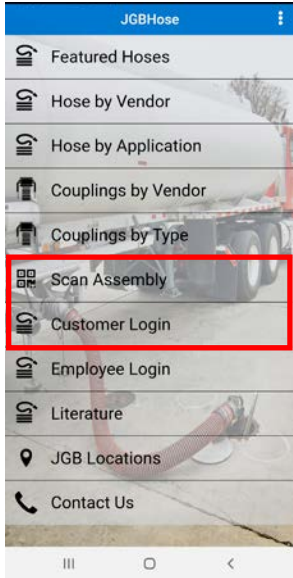 JGBHose
Featured Hoses
Hose by Vendor
Hose by Application
Couplings by Vendor
Couplings by Type
Scan Assembly
Customer Login
Employee Login
Literature
JGB Locations
Contact Us